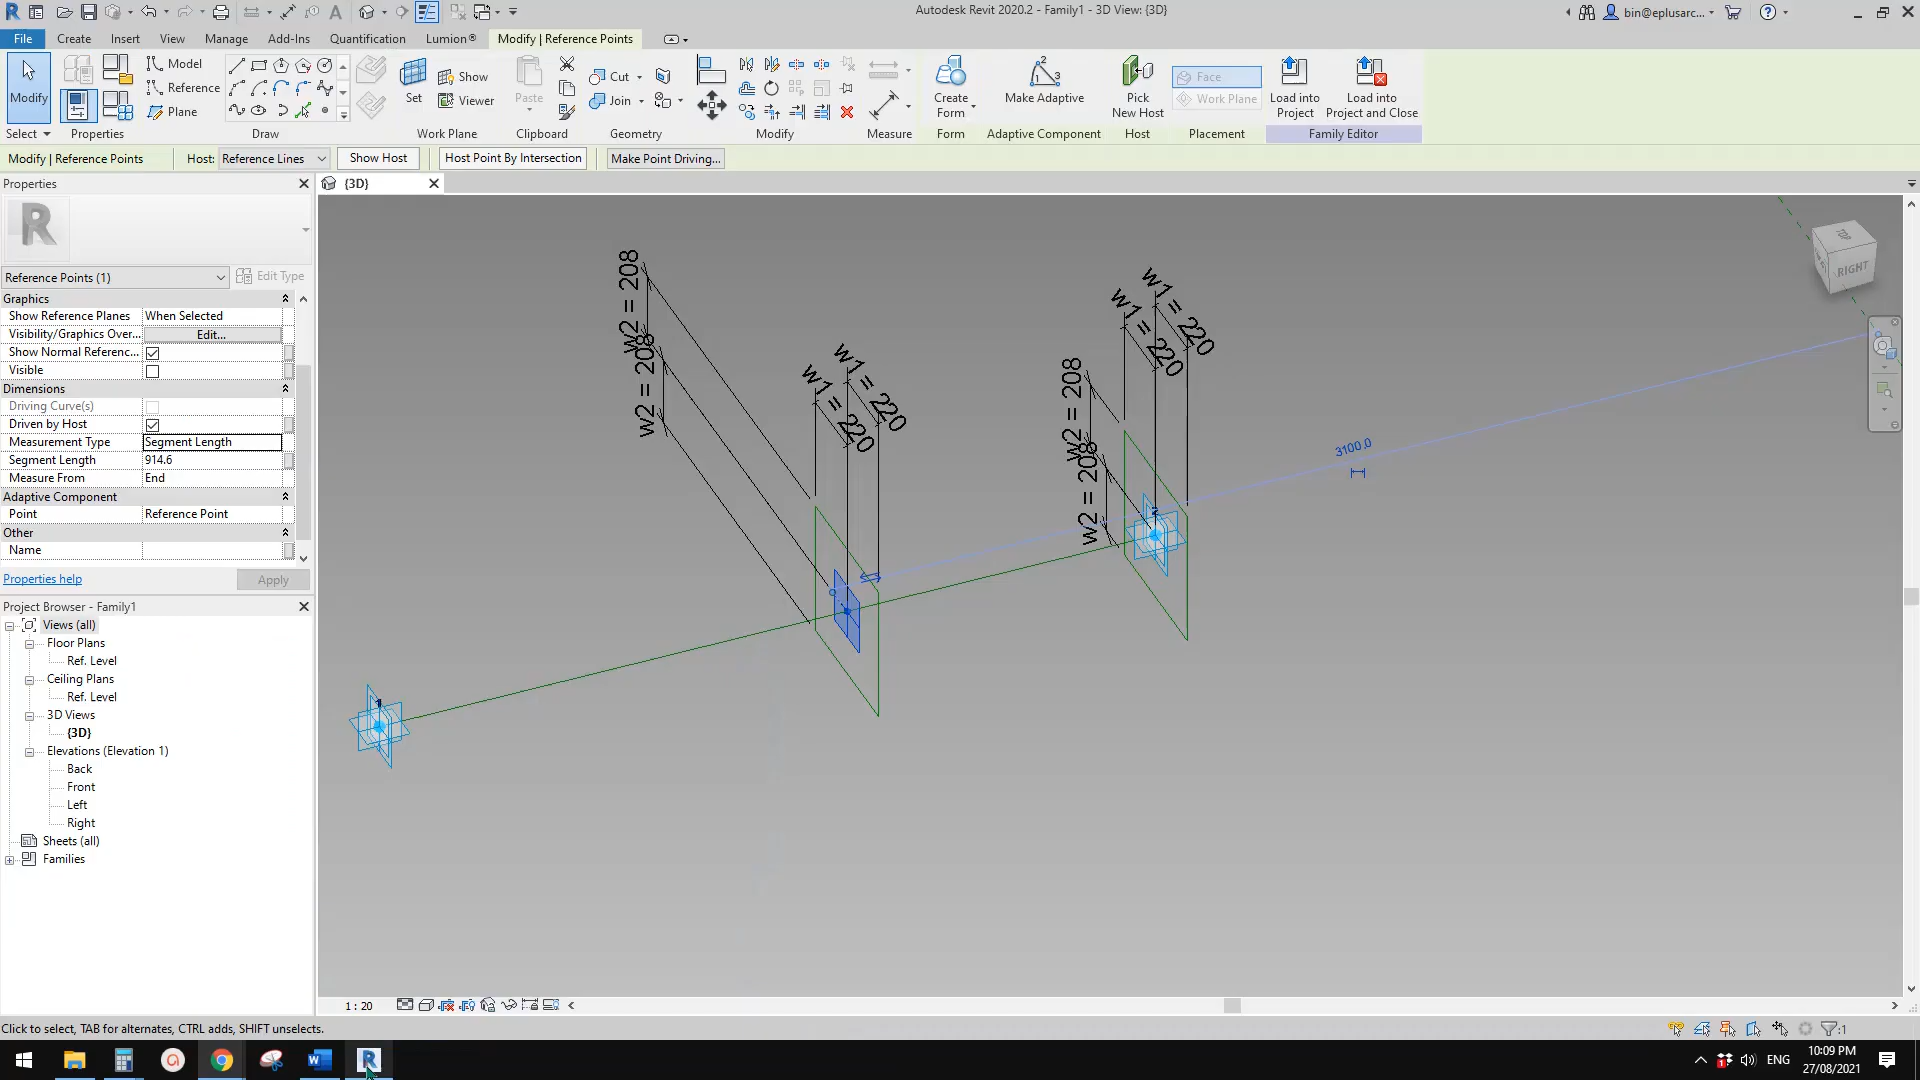 Autodesk Revit 2020.2 - Family1 - 3D View: {3D}
bin@eplusarc...
File Create Insert View Manage Add-Ins Quantification Lumion® Modify | Reference Points
Modify
Model
Reference
Plane
Set
Show
Viewer
Paste
Cut
Join
Create
Form
Make Adaptive
Pick
New Host
Face
Work Plane
Load into
Project
Load into
Project and Close
Select Properties Draw Work Plane Clipboard Geometry Modify Measure Form Adaptive Component Host Placement Family Editor
Modify | Reference Points Host: Reference Lines Show Host Host Point By Intersection Make Point Driving...
Properties
{3D}
Reference Points (1) Edit Type
Graphics
Show Reference Planes When Selected
Visibility/Graphics Over... Edit...
Show Normal Referenc...
Visible
Dimensions
Driving Curve(s)
Driven by Host
Measurement Type Segment Length
Segment Length 914.6
Measure From End
Adaptive Component
Point Reference Point
Other
Name
Properties help Apply
Project Browser - Family1
Views (all)
Floor Plans
Ref. Level
Ceiling Plans
Ref. Level
3D Views
{3D}
Elevations (Elevation 1)
Back
Front
Left
Right
Sheets (all)
Families
w2 = 208
w2 = 208
w1 = 220
w1 = 220
w2 = 208
w2 = 208
w1 = 220
w1 = 220
3100.0
1
2
TOP
RIGHT
1 : 20
Click to select, TAB for alternates, CTRL adds, SHIFT unselects.
:1
ENG
10:09 PM
27/08/2021